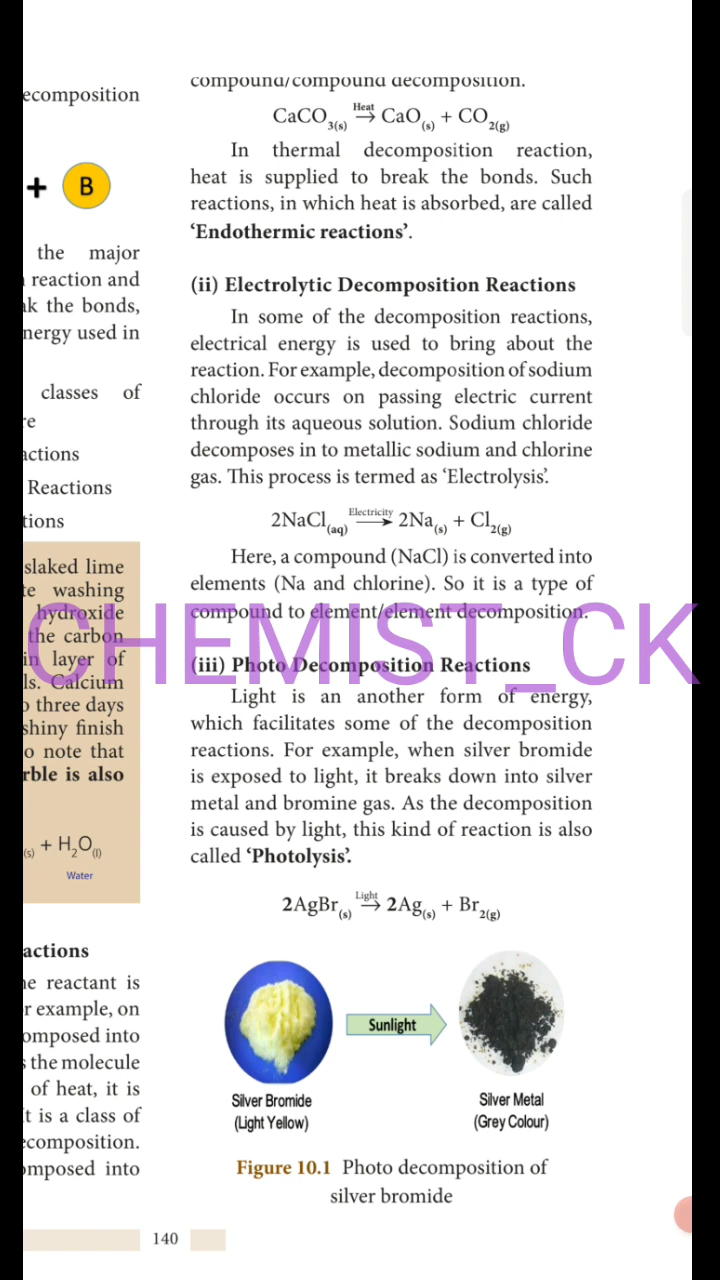 ecomposition
+ B
the major
reaction and
k the bonds,
nergy used in
classes of
re
actions
Reactions
tions
slaked lime
te washing
hydroxide
the carbon
in layer of
ls. Calcium
o three days
shiny finish
o note that
rble is also
(s) + H2O(l)
Water
actions
ne reactant is
r example, on
omposed into
s the molecule
of heat, it is
t is a class of
ecomposition.
omposed into
compound/compound decomposition.
CaCO3(s) Heat→ CaO(s) + CO2(g)
In thermal decomposition reaction,
heat is supplied to break the bonds. Such
reactions, in which heat is absorbed, are called
‘Endothermic reactions’.
(ii) Electrolytic Decomposition Reactions
In some of the decomposition reactions,
electrical energy is used to bring about the
reaction. For example, decomposition of sodium
chloride occurs on passing electric current
through its aqueous solution. Sodium chloride
decomposes in to metallic sodium and chlorine
gas. This process is termed as ‘Electrolysis’.
2NaCl(aq) Electricity→ 2Na(s) + Cl2(g)
Here, a compound (NaCl) is converted into
elements (Na and chlorine). So it is a type of
compound to element/element decomposition.
CHEMIST_CK
(iii) Photo Decomposition Reactions
Light is an another form of energy,
which facilitates some of the decomposition
reactions. For example, when silver bromide
is exposed to light, it breaks down into silver
metal and bromine gas. As the decomposition
is caused by light, this kind of reaction is also
called ‘Photolysis’.
2AgBr(s) Light→ 2Ag(s) + Br2(g)
Sunlight
Silver Bromide
(Light Yellow)
Silver Metal
(Grey Colour)
Figure 10.1 Photo decomposition of
silver bromide
140